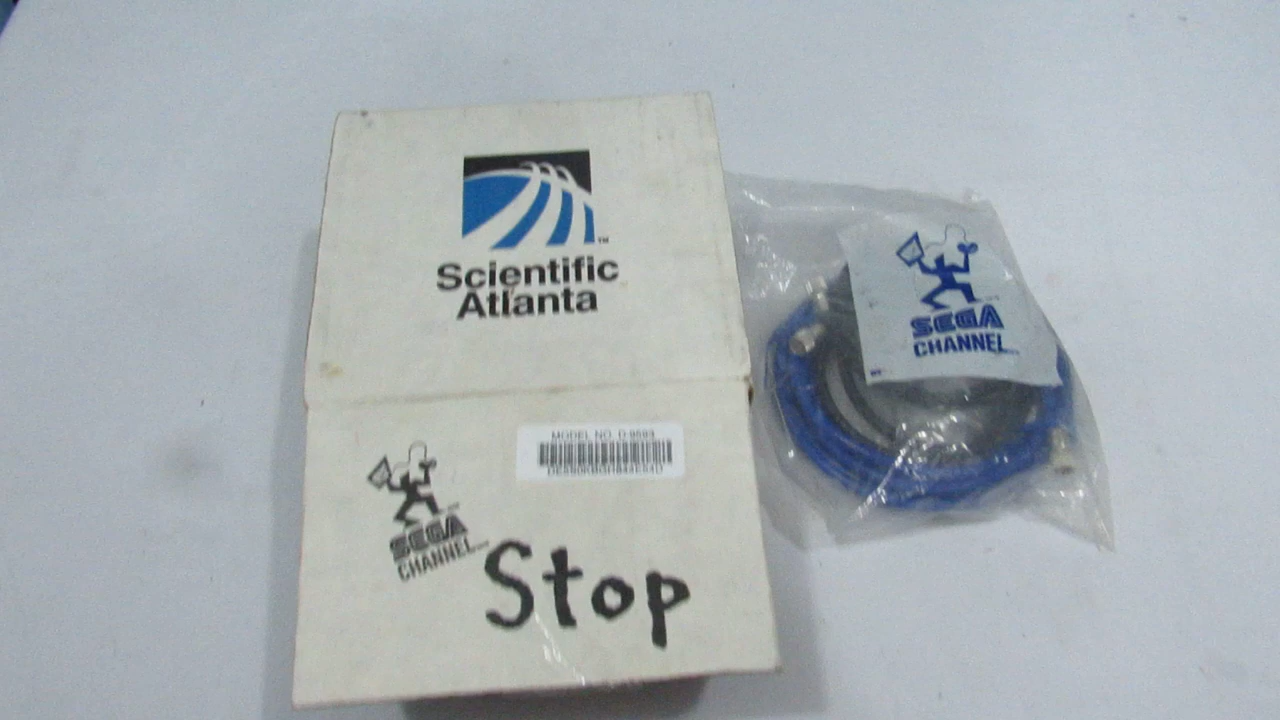 Scientific
Atlanta
MODEL NO. D-9593
SEGA
CHANNEL
Stop
SEGA
CHANNEL